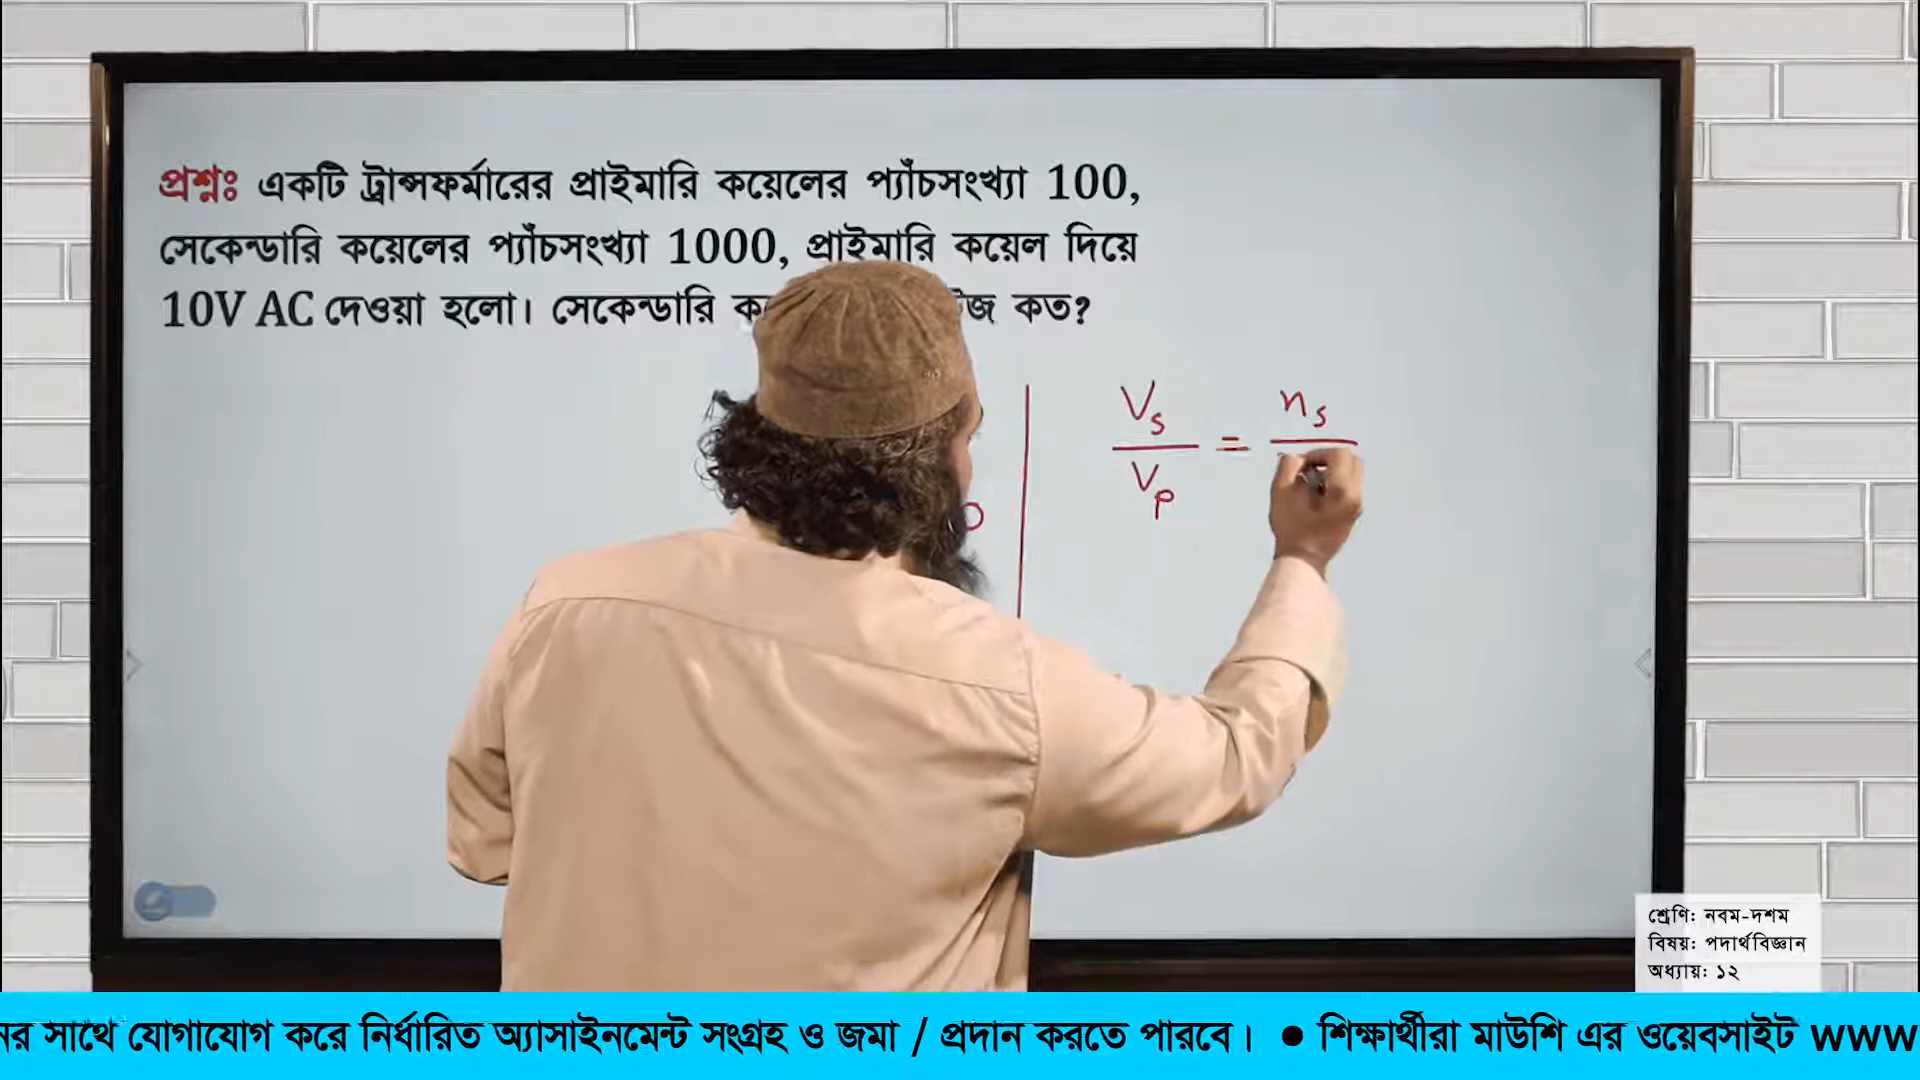 প্রশ্নঃ একটি ট্রান্সফর্মারের প্রাইমারি কয়েলের প্যাঁচসংখ্যা 100,
সেকেন্ডারি কয়েলের প্যাঁচসংখ্যা 1000, প্রাইমারি কয়েল দিয়ে
10V AC দেওয়া হলো। সেকেন্ডারি কত?
Vs = ns
Vp
শ্রেণি: নবম-দশম
বিষয়: পদার্থবিজ্ঞান
অধ্যায়: ১২
সাথে যোগাযোগ করে নির্ধারিত অ্যাসাইনমেন্ট সংগ্রহ ও জমা / প্রদান করতে পারবে। ● শিক্ষার্থীরা মাউশি এর ওয়েবসাইট www